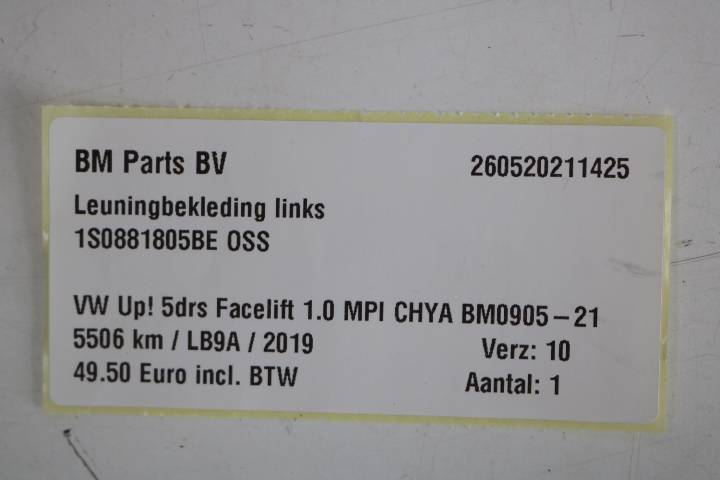 BM Parts BV 260520211425
Leuningbekleding links
1S0881805BE OSS
VW Up! 5drs Facelift 1.0 MPI CHYA BM0905-21
5506 km / LB9A / 2019 Verz: 10
49.50 Euro incl. BTW Aantal: 1